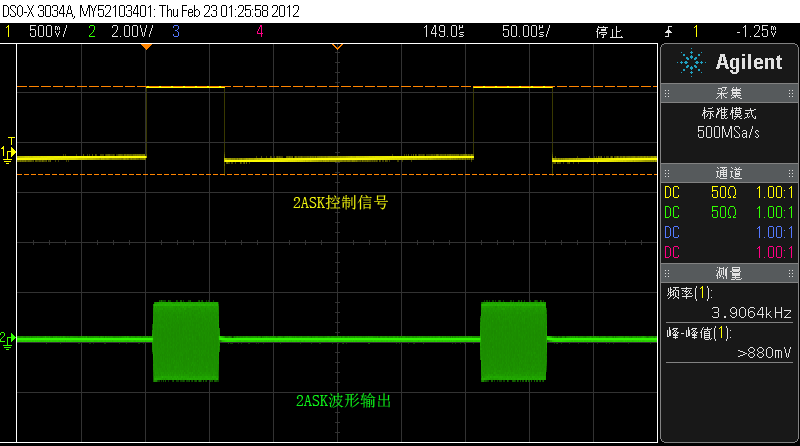 DSO-X 3034A, MY52103401: Thu Feb 23 01:25:58 2012
1 500mV/ 2 2.00V/ 3 4 149.0s 50.00s/ 停止 1 -1.25V
Agilent
采集
标准模式
500MSa/s
通道
DC 50Ω 1.00:1
DC 50Ω 1.00:1
DC 1.00:1
DC 1.00:1
测量
频率(1):
3.9064kHz
峰-峰值(1):
>880mV
T
1
2ASK控制信号
2
2ASK波形输出